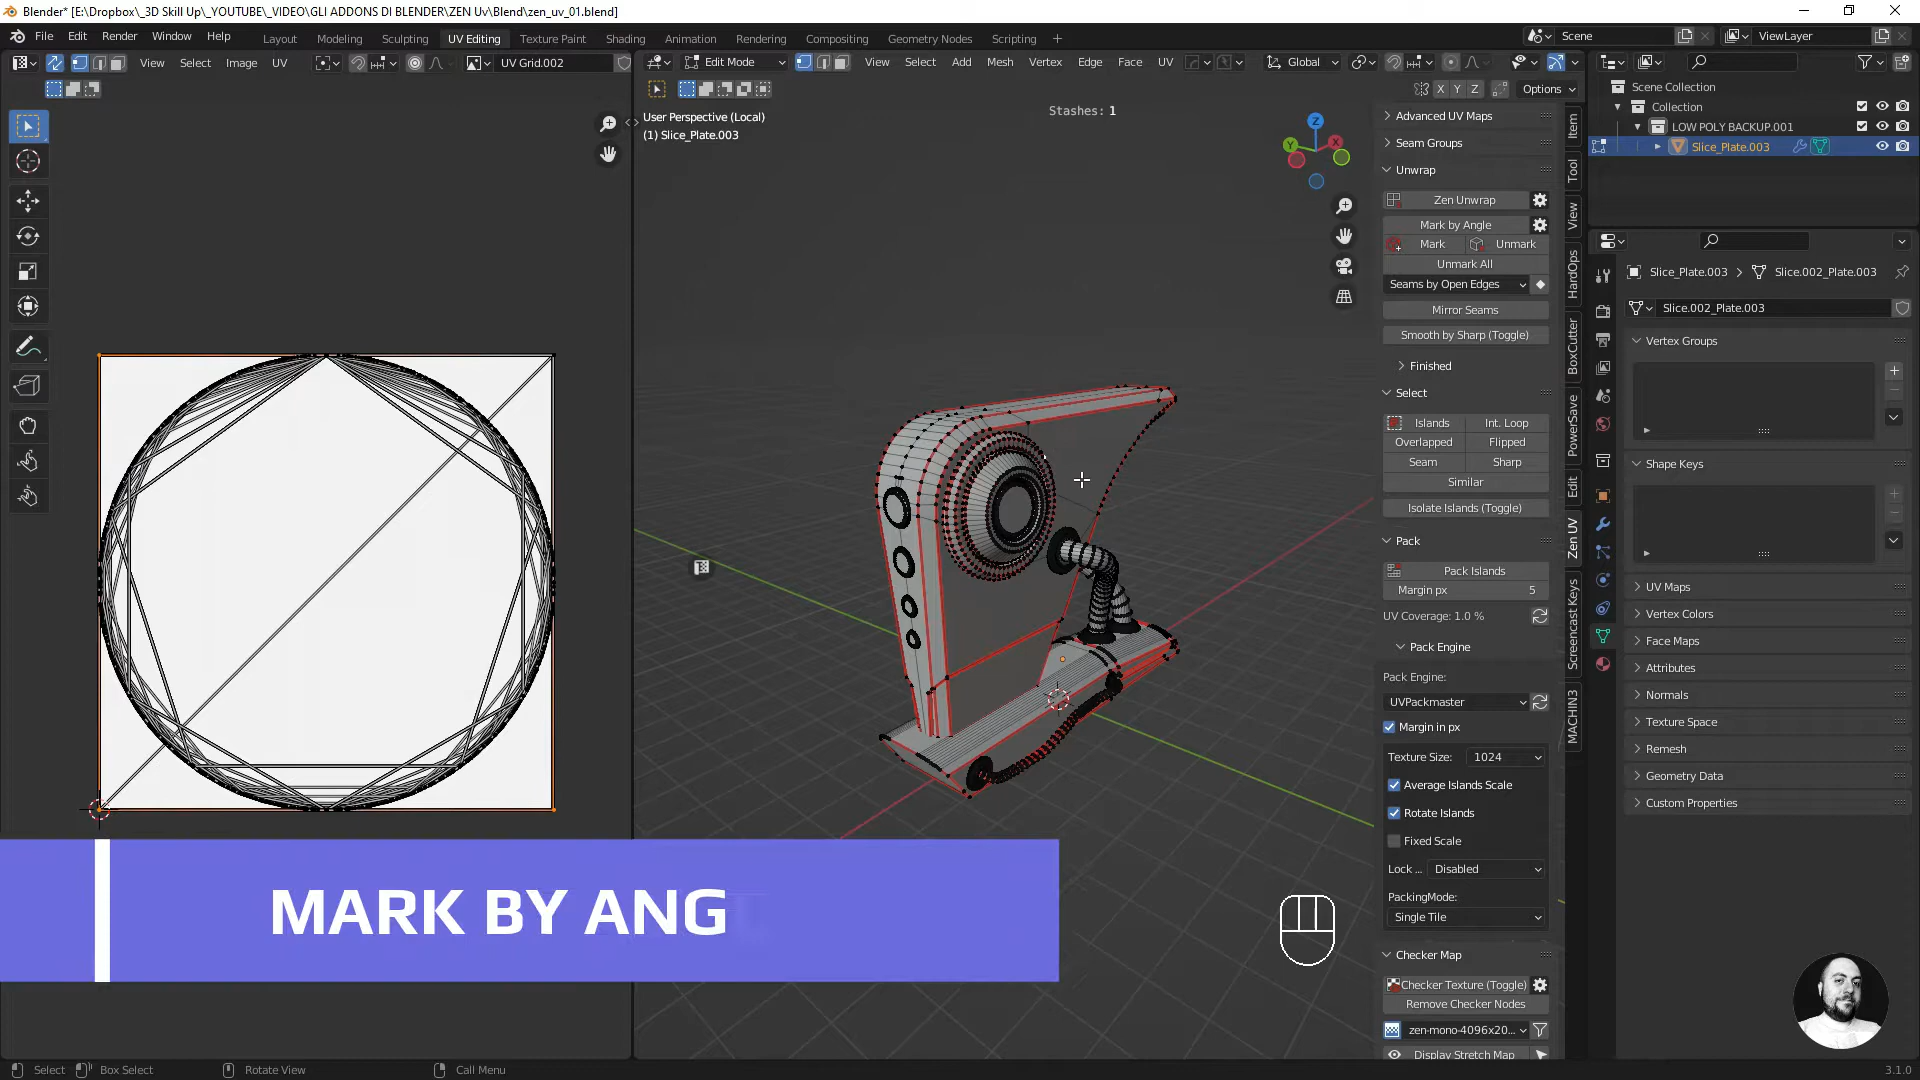 Blender* [E:\Dropbox\_3D Skill Up\_YOUTUBE\_VIDEO\GLI ADDONS DI BLENDER\ZEN Uv\Blend\zen_uv_01.blend]
File Edit Render Window Help
Layout Modeling Sculpting UV Editing Texture Paint Shading Animation Rendering Compositing Geometry Nodes Scripting +
Scene
ViewLayer
View Select Image UV
UV Grid.002
Edit Mode
View Select Add Mesh Vertex Edge Face UV
Global
X Y Z
Options
User Perspective (Local)
(1) Slice_Plate.003
Stashes: 1
Z
Y
X
Advanced UV Maps
Seam Groups
Unwrap
Zen Unwrap
Mark by Angle
Mark Unmark
Unmark All
Seams by Open Edges
Mirror Seams
Smooth by Sharp (Toggle)
Finished
Select
Islands Int. Loop
Overlapped Flipped
Seam Sharp
Similar
Isolate Islands (Toggle)
Pack
Pack Islands
Margin px 5
UV Coverage: 1.0 %
Pack Engine
Pack Engine:
UVPackmaster
Margin in px
Texture Size: 1024
Average Islands Scale
Rotate Islands
Fixed Scale
Lock ... Disabled
PackingMode:
Single Tile
Checker Map
Checker Texture (Toggle)
Remove Checker Nodes
zen-mono-4096x20...
Display Stretch Map
Item
Tool
View
HardOps
BoxCutter
PowerSave
Edit
Zen UV
Screencast Keys
MACHIN3
Scene Collection
Collection
LOW POLY BACKUP.001
Slice_Plate.003
Slice_Plate.003 > Slice.002_Plate.003
Slice.002_Plate.003
Vertex Groups
Shape Keys
UV Maps
Vertex Colors
Face Maps
Attributes
Normals
Texture Space
Remesh
Geometry Data
Custom Properties
MARK BY ANG
Select Box Select Rotate View Call Menu
3.1.0